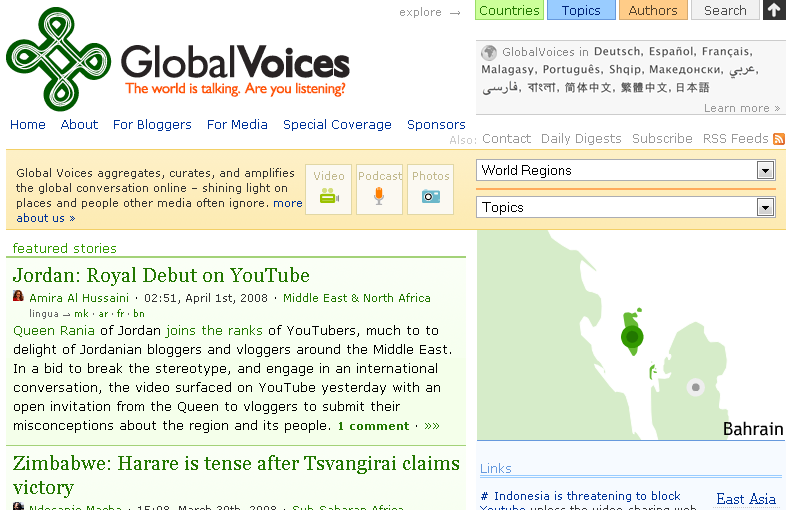 explore → Countries Topics Authors Search
GlobalVoices
The world is talking. Are you listening?
GlobalVoices in Deutsch, Español, Français,
Malagasy, Português, Shqip, Македонски, عربي,
فارسی, বাংলা, 简体中文, 繁體中文, 日本語
Learn more »
Home About For Bloggers For Media Special Coverage Sponsors
Also: Contact Daily Digests Subscribe RSS Feeds
Global Voices aggregates, curates, and amplifies
the global conversation online – shining light on
places and people other media often ignore. more
about us »
Video Podcast Photos
World Regions
Topics
featured stories
Jordan: Royal Debut on YouTube
Amira Al Hussaini · 02:51, April 1st, 2008 · Middle East & North Africa
lingua → mk · ar · fr · bn
Queen Rania of Jordan joins the ranks of YouTubers, much to to
delight of Jordanian bloggers and vloggers around the Middle East.
In a bid to break the stereotype, and engage in an international
conversation, the video surfaced on YouTube yesterday with an
open invitation from the Queen to vloggers to submit their
misconceptions about the region and its people. 1 comment · »»
Zimbabwe: Harare is tense after Tsvangirai claims
victory
Ndesanjo Macha · 15:08, March 30th, 2008 · Sub-Saharan Africa
Bahrain
Links
# Indonesia is threatening to block
Youtube unless the video-sharing web
East Asia